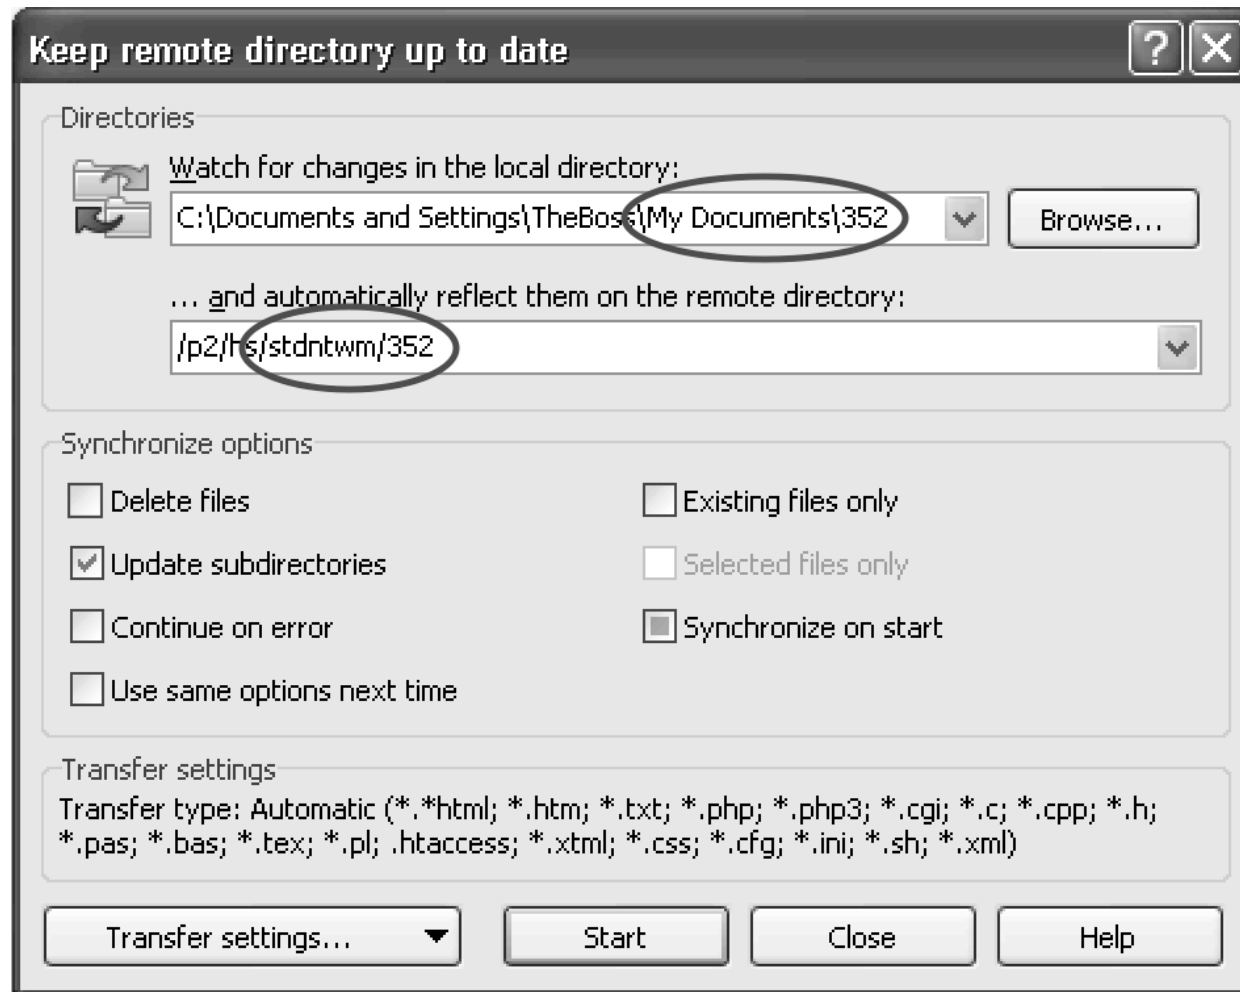 Keep remote directory up to date
Directories
Watch for changes in the local directory:
C:\Documents and Settings\TheBoss\My Documents\352
Browse...
... and automatically reflect them on the remote directory:
/p2/hs/stdntwm/352
Synchronize options
Delete files
Existing files only
Update subdirectories
Selected files only
Continue on error
Synchronize on start
Use same options next time
Transfer settings
Transfer type: Automatic (*.*html; *.htm; *.txt; *.php; *.php3; *.cgi; *.c; *.cpp; *.h;
*.pas; *.bas; *.tex; *.pl; .htaccess; *.xtml; *.css; *.cfg; *.ini; *.sh; *.xml)
Transfer settings...
Start
Close
Help